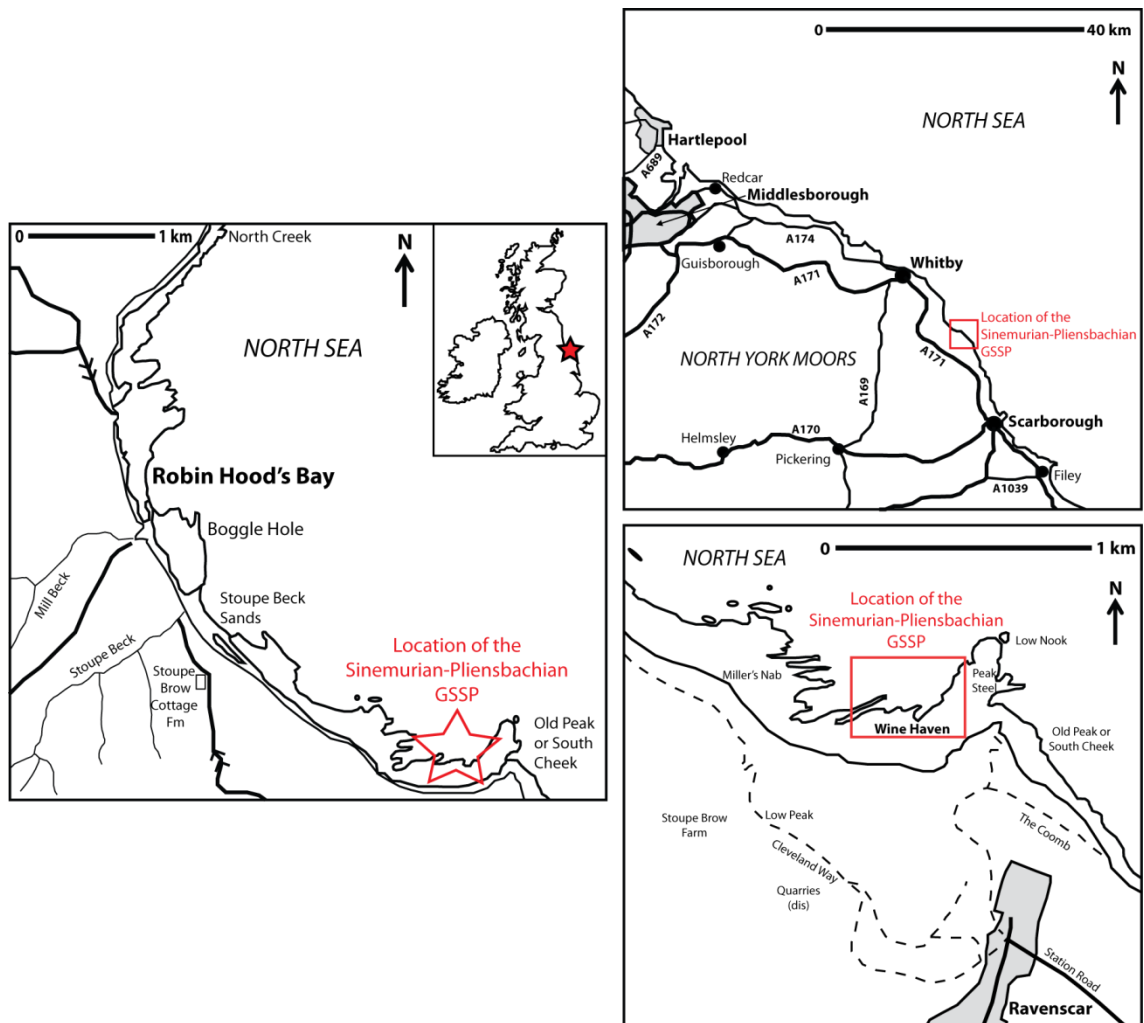 0
1 km
North Creek
N
NORTH SEA
Robin Hood's Bay
Boggle Hole
Mill Beck
Stoupe Beck
Sands
Stoupe Beck
Stoupe
Brow
Cottage
Fm
Location of the
Sinemurian-Pliensbachian
GSSP
Old Peak
or South
Cheek
0
40 km
N
NORTH SEA
Hartlepool
A689
Redcar
Middlesborough
A174
Guisborough
A171
Whitby
A172
Location of the
Sinemurian-Pliensbachian
GSSP
NORTH YORK MOORS
A169
A171
Scarborough
Helmsley
A170
Pickering
Filey
A1039
NORTH SEA
0
1 km
N
Location of the
Sinemurian-Pliensbachian
GSSP
Low Nook
Miller's Nab
Peak
Steel
Wine Haven
Old Peak or
South Cheek
Stoupe Brow
Farm
Low Peak
The Coomb
Cleveland Way
Quarries
(dis)
Station Road
Ravenscar